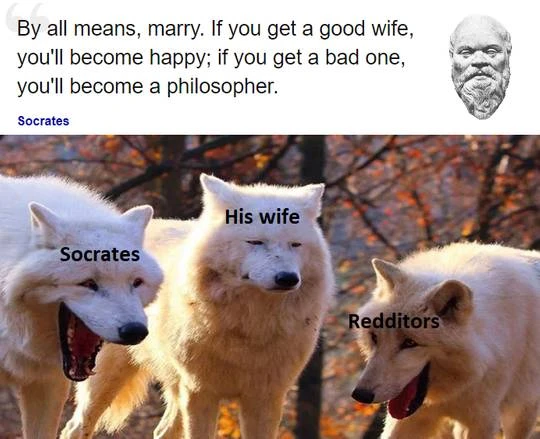 By all means, marry. If you get a good wife,
you'll become happy; if you get a bad one,
you'll become a philosopher.
Socrates
His wife
Socrates
Redditors